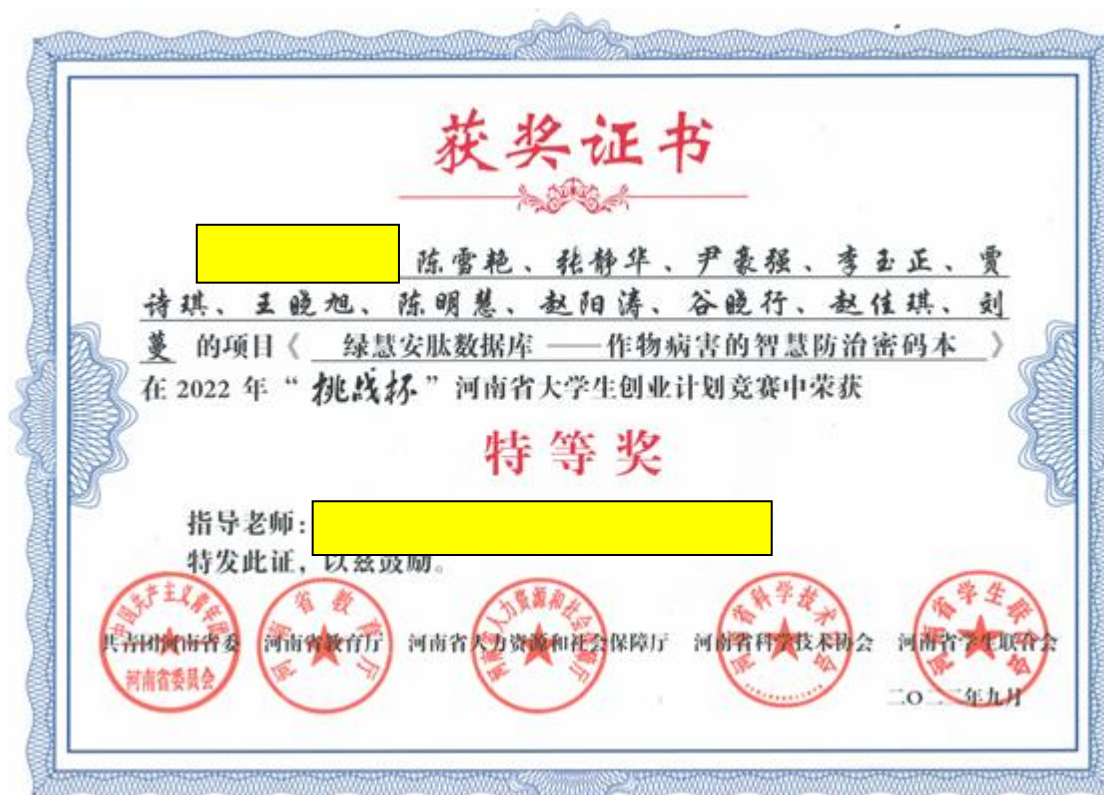 获奖证书
陈雪艳、张静华、尹豪强、李玉正、贾
诗琪、王晓旭、陈明慧、赵阳涛、谷晓行、赵佳琪、刘
蔓 的项目《 绿慧安肽数据库 ——作物病害的智慧防治密码本 》
在 2022 年 “ 挑战杯 ” 河南省大学生创业计划竞赛中荣获
特等奖
指导老师:
特发此证，以兹鼓励。
共青团河南省委 河南省教育厅 河南省人力资源和社会保障厅 河南省科学技术协会 河南省学生联合会
河南省委员会
二〇二二年九月